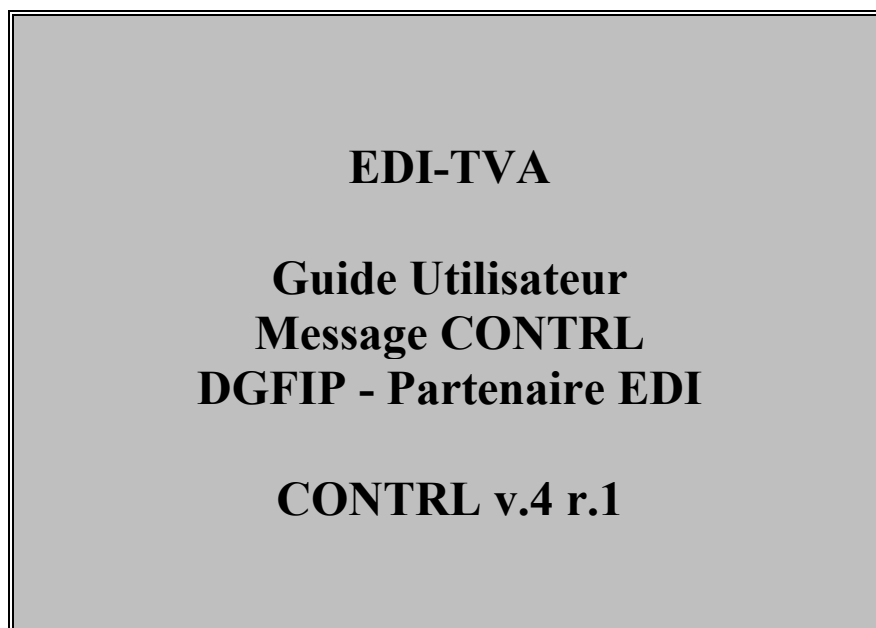 EDI-TVA
Guide Utilisateur
Message CONTRL
DGFIP - Partenaire EDI
CONTRL v.4 r.1